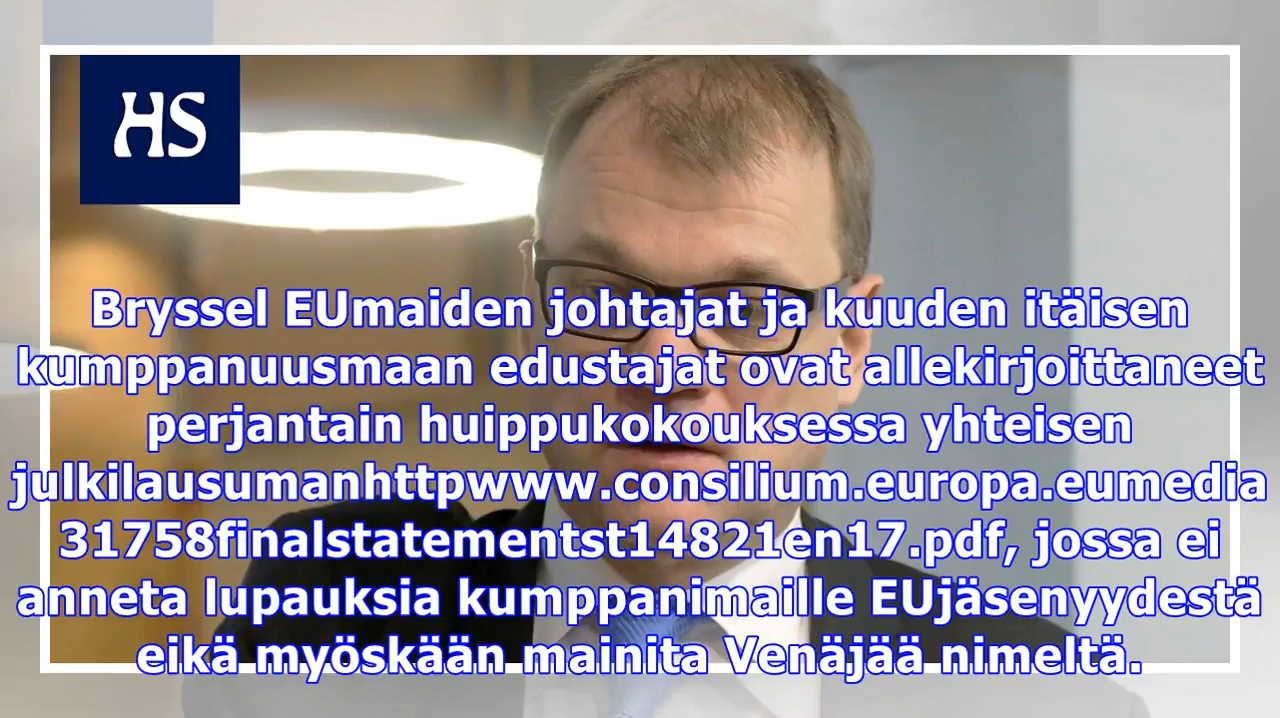 HS
Bryssel EUmaiden johtajat ja kuuden itäisen
kumppanuusmaan edustajat ovat allekirjoittaneet
perjantain huippukokouksessa yhteisen
julkilausumanhttpwww.consilium.europa.eumedia
31758finalstatementst14821en17.pdf, jossa ei
anneta lupauksia kumppanimaille EUjäsenyydestä
eikä myöskään mainita Venäjää nimeltä.